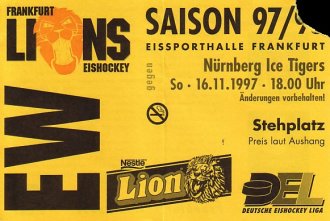 FRANKFURT
LIONS
EISHOCKEY
SAISON 97/9
EISSPORTHALLE FRANKFURT
gegen
Nürnberg Ice Tigers
So · 16.11.1997 · 18.00 Uhr
Änderungen vorbehalten!
EW
Stehplatz
Preis laut Aushang
Nestlé
Lion
DEL
DEUTSCHE EISHOCKEY LIGA